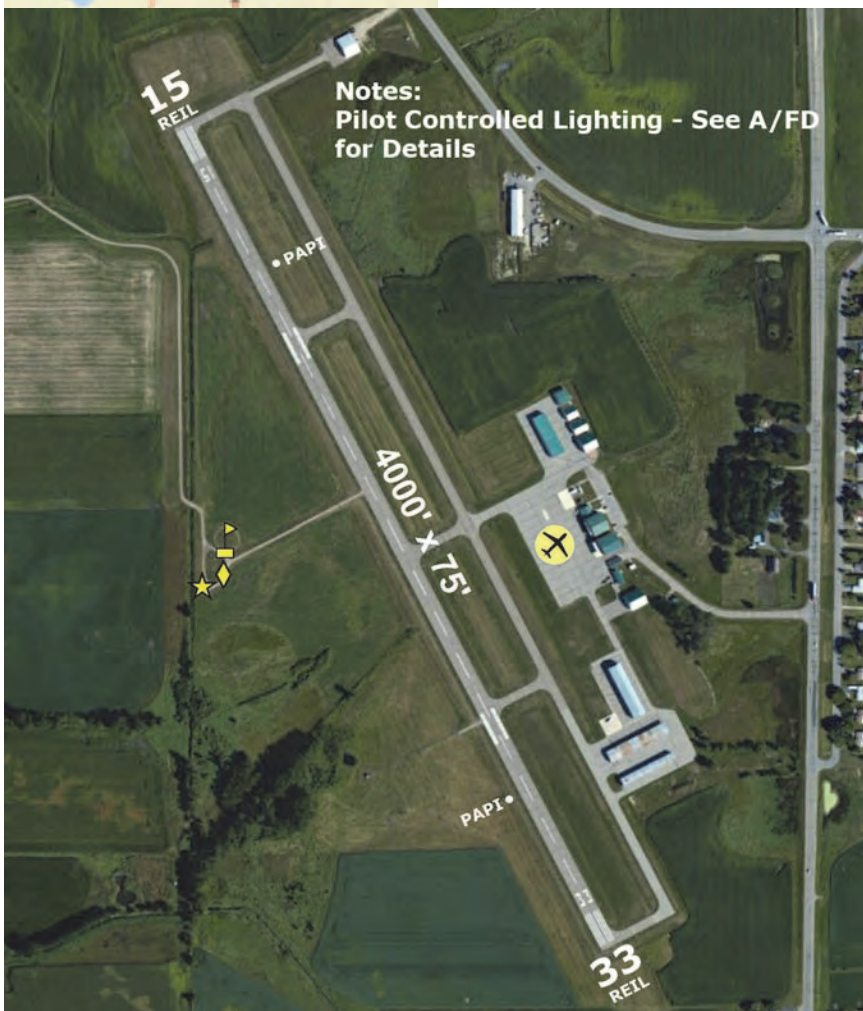 15
REIL
Notes:
Pilot Controlled Lighting - See A/FD
for Details
PAPI
4000' x 75'
PAPI
33
REIL